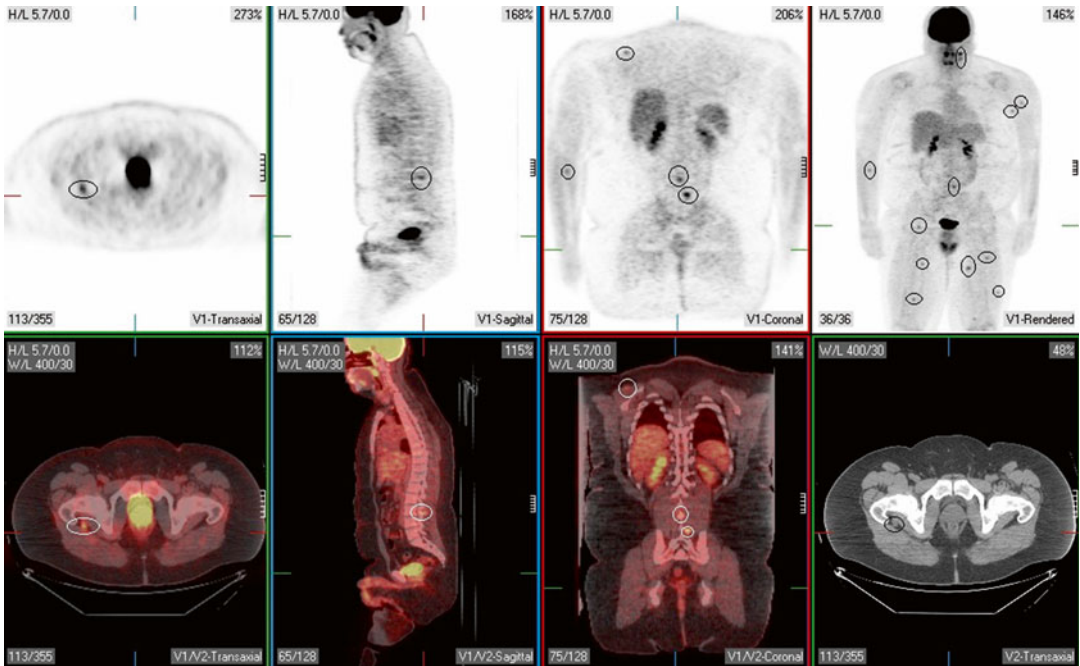 H/L 5.7/0.0 273%
113/355 V1-Transaxial
H/L 5.7/0.0 168%
65/128 V1-Sagittal
H/L 5.7/0.0 206%
75/128 V1-Coronal
H/L 5.7/0.0 146%
36/36 V1-Rendered
H/L 5.7/0.0 112%
W/L 400/30
113/355 V1/V2-Transaxial
H/L 5.7/0.0 115%
W/L 400/30
65/128 V1/V2-Sagittal
H/L 5.7/0.0 141%
W/L 400/30
75/128 V1/V2-Coronal
W/L 400/30 48%
113/355 V2-Transaxial